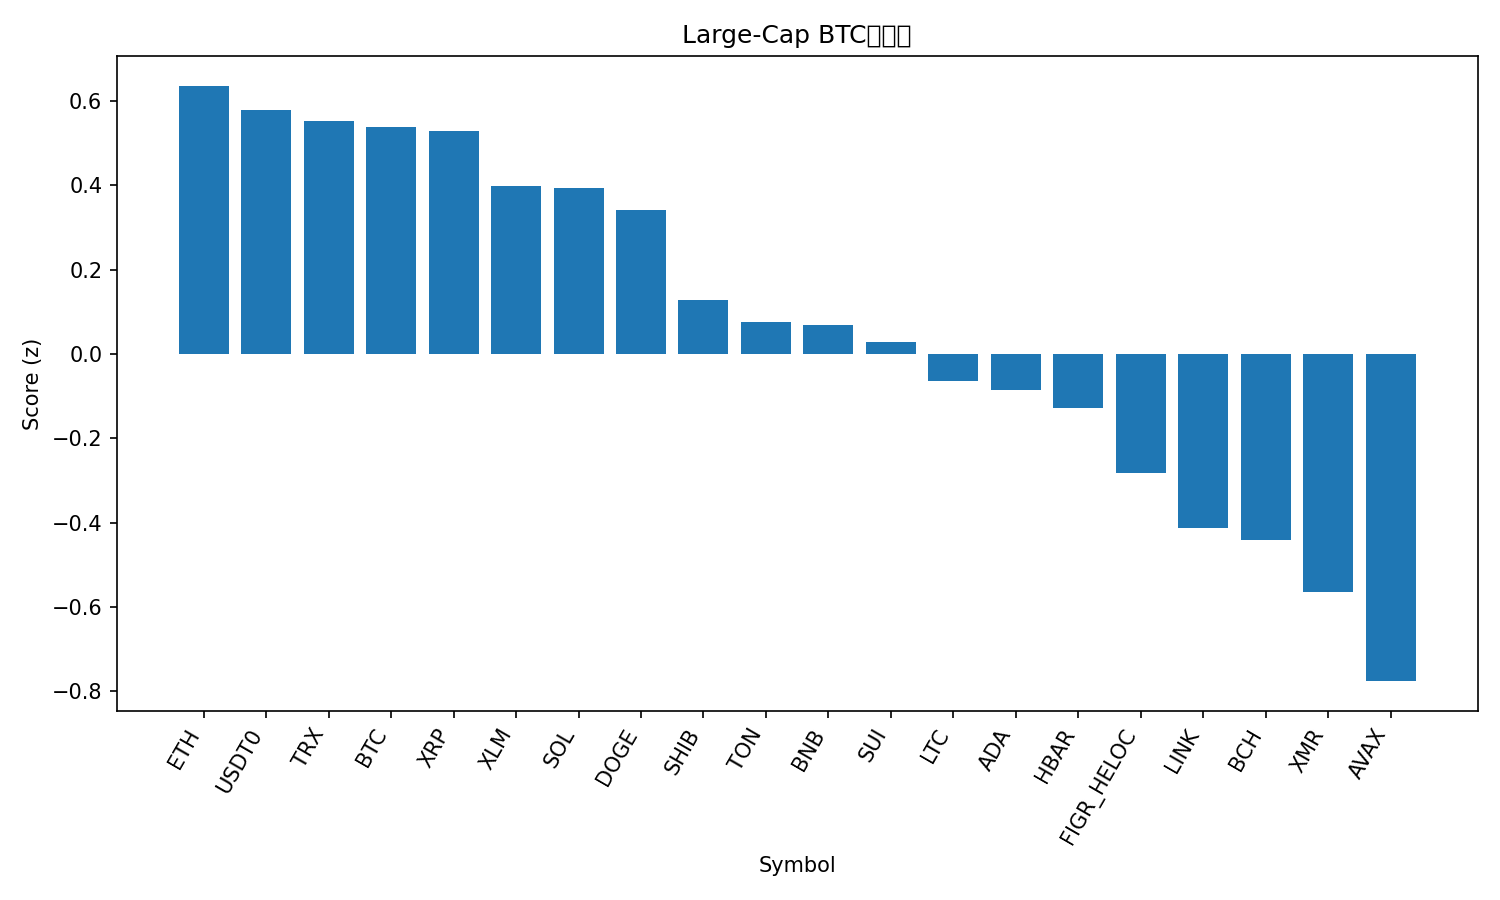 Large-Cap BTC
Score (z)
0.6
0.4
0.2
0.0
−0.2
−0.4
−0.6
−0.8
ETH
USDT0
TRX
BTC
XRP
XLM
SOL
DOGE
SHIB
TON
BNB
SUI
LTC
ADA
HBAR
FIGR_HELOC
LINK
BCH
XMR
AVAX
Symbol